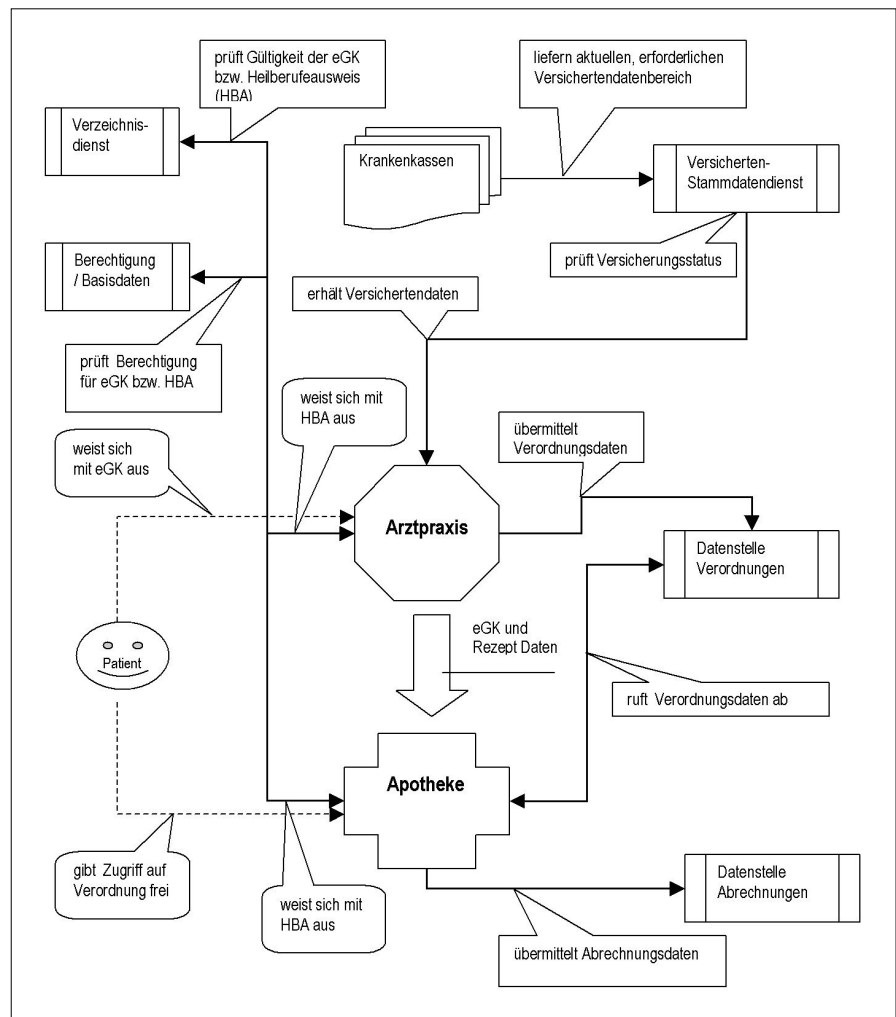 prüft Gültigkeit der eGK
bzw. Heilberufeausweis
(HBA)
liefern aktuellen, erforderlichen
Versichertendatenbereich
Verzeichnis-
dienst
Krankenkassen
Versicherten-
Stammdatendienst
Berechtigung
/ Basisdaten
prüft Versicherungsstatus
erhält Versichertendaten
prüft Berechtigung
für eGK bzw. HBA
weist sich mit
HBA aus
übermittelt
Verordnungsdaten
weist sich
mit eGK aus
Arztpraxis
Datenstelle
Verordnungen
eGK und
Rezept Daten
Patient
ruft Verordnungsdaten ab
Apotheke
gibt Zugriff auf
Verordnung frei
weist sich mit
HBA aus
Datenstelle
Abrechnungen
übermittelt Abrechnungsdaten